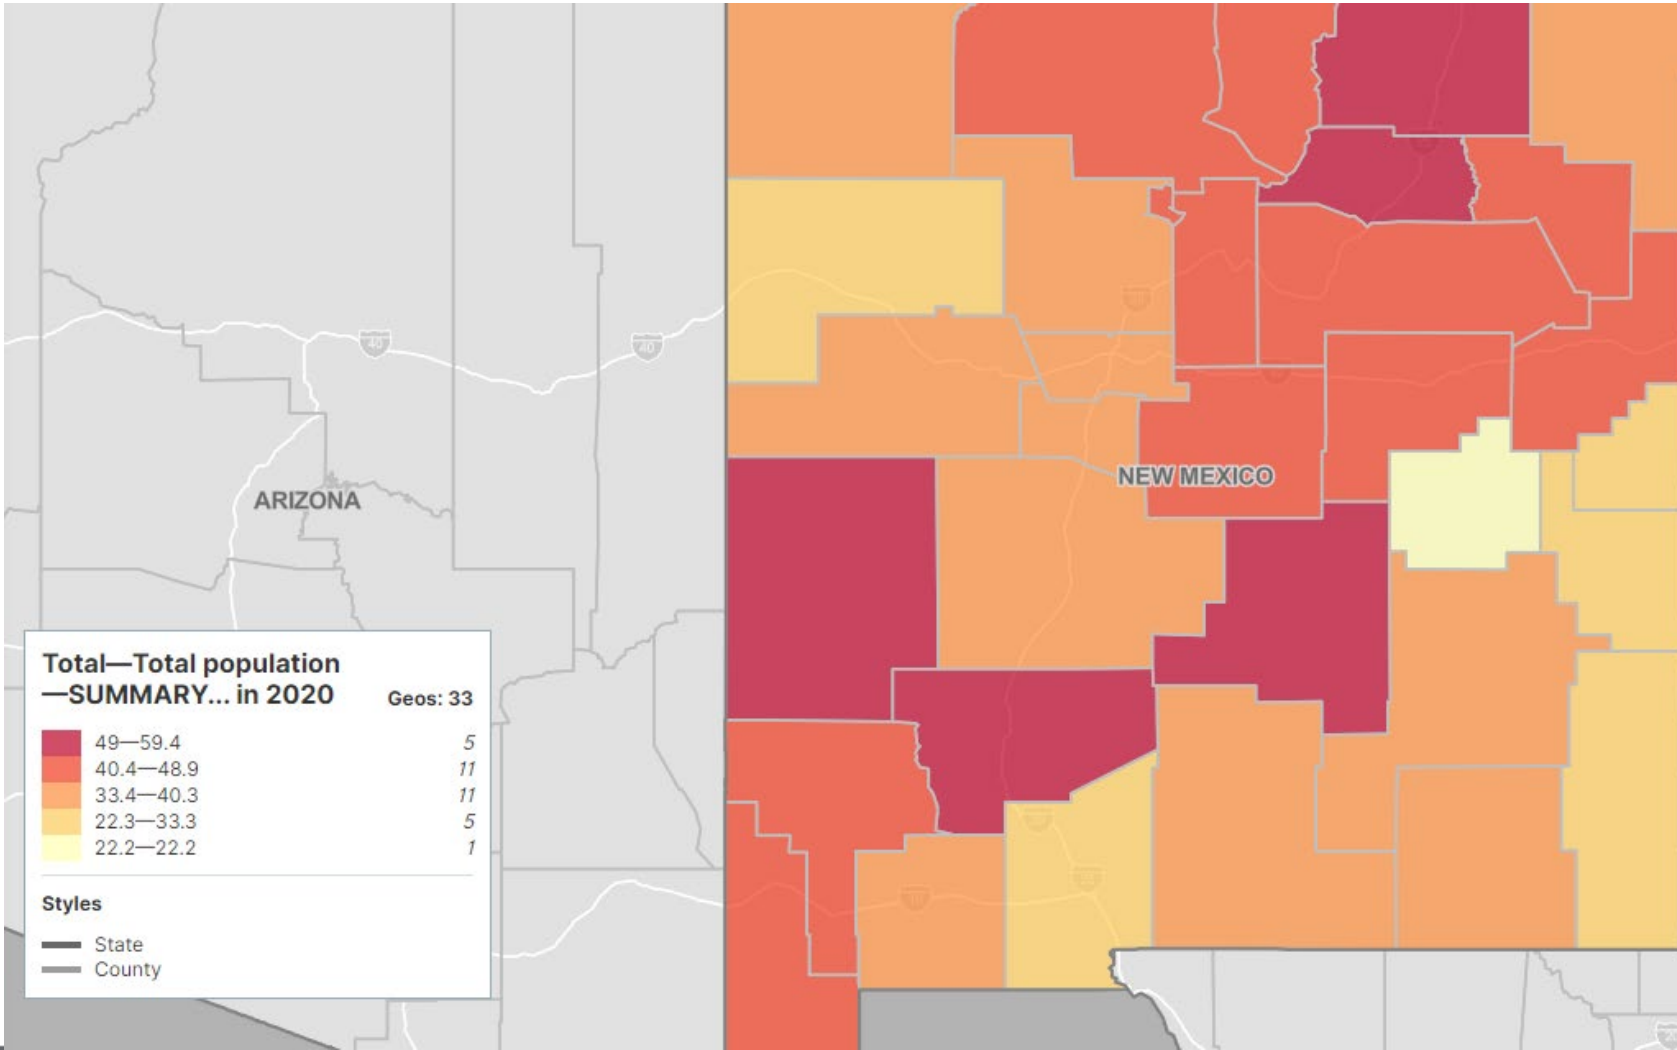 NEW MEXICO
ARIZONA
40
40
Total—Total population
—SUMMARY... in 2020
Geos: 33
49—59.4 5
40.4—48.9 11
33.4—40.3 11
22.3—33.3 5
22.2—22.2 1
Styles
State
County